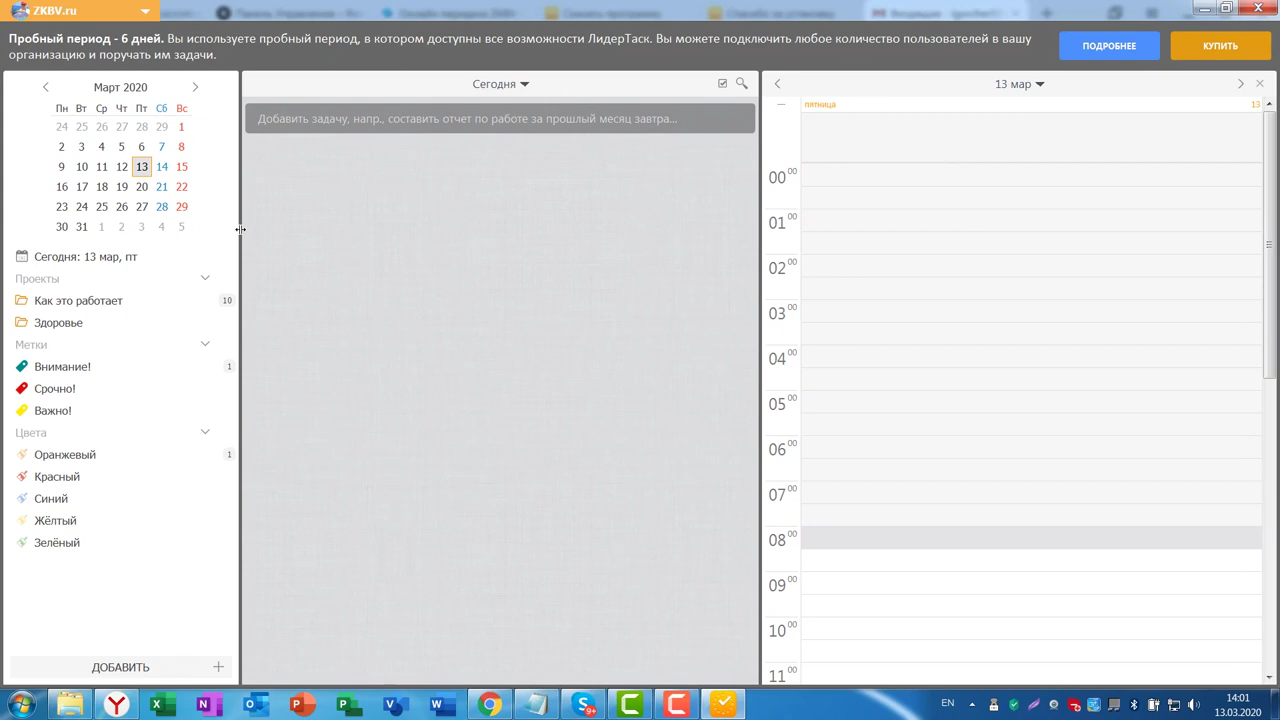 ZKBV.ru
Пробный период - 6 дней. Вы используете пробный период, в котором доступны все возможности ЛидерТаск. Вы можете подключить любое количество пользователей в вашу
организацию и поручать им задачи.
ПОДРОБНЕЕ
КУПИТЬ
Март 2020
Пн Вт Ср Чт Пт Сб Вс
24 25 26 27 28 29 1
2 3 4 5 6 7 8
9 10 11 12 13 14 15
16 17 18 19 20 21 22
23 24 25 26 27 28 29
30 31 1 2 3 4 5
Сегодня: 13 мар, пт
Проекты
Как это работает 10
Здоровье
Метки
Внимание! 1
Срочно!
Важно!
Цвета
Оранжевый 1
Красный
Синий
Жёлтый
Зелёный
ДОБАВИТЬ
Сегодня
Добавить задачу, напр., составить отчет по работе за прошлый месяц завтра...
13 мар
пятница 13
00 00
01 00
02 00
03 00
04 00
05 00
06 00
07 00
08 00
09 00
10 00
11 00
EN
14:01
13.03.2020